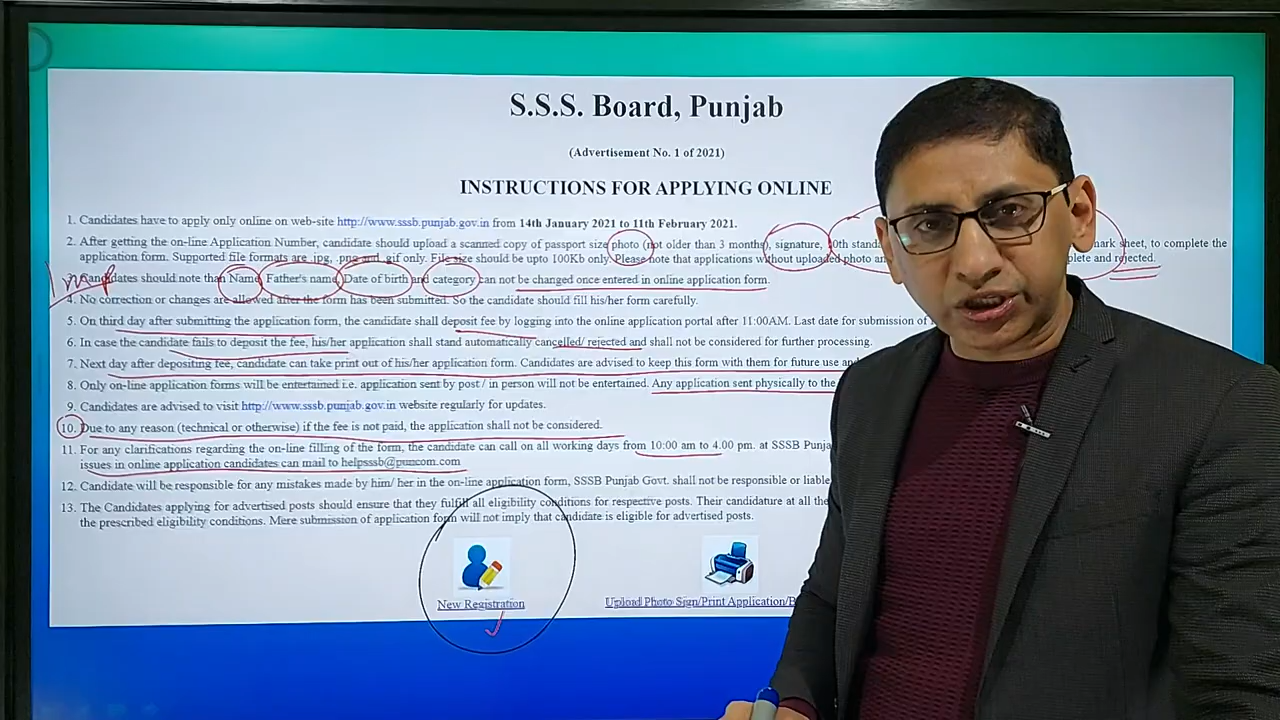 S.S.S. Board, Punjab
(Advertisement No. 1 of 2021)
INSTRUCTIONS FOR APPLYING ONLINE
1. Candidates have to apply only online on web-site http://www.sssb.punjab.gov.in from 14th January 2021 to 11th February 2021.
2. After getting the on-line Application Number, candidate should upload a scanned copy of passport size photo (not older than 3 months), signature, 10th mark sheet, to complete the
application form. Supported file formats are .jpg, .png and .gif only. File size should be upto 100Kb only. Please note that applications without uploaded photo and rejected.
Imp
Candidates should note than Name, Father's name, Date of birth and category can not be changed once entered in online application form.
4. No correction or changes are allowed after the form has been submitted. So the candidate should fill his/her form carefully.
5. On third day after submitting the application form, the candidate shall deposit fee by logging into the online application portal after 11:00AM. Last date for submission of
6. In case the candidate fails to deposit the fee, his/her application shall stand automatically cancelled/ rejected and shall not be considered for further processing.
7. Next day after depositing fee, candidate can take print out of his/her application form. Candidates are advised to keep this form with them for future use and
8. Only on-line application forms will be entertained i.e. application sent by post / in person will not be entertained. Any application sent physically to the
9. Candidates are advised to visit http://www.sssb.punjab.gov.in website regularly for updates.
10. Due to any reason (technical or otherwise) if the fee is not paid, the application shall not be considered.
11. For any clarifications regarding the on-line filling of the form, the candidate can call on all working days from 10:00 am to 4.00 pm. at SSSB
issues in online application candidates can mail to helpsssb@puncom.com
12. Candidate will be responsible for any mistakes made by him/ her in the on-line application form, SSSB Punjab Govt. shall not be responsible or liable
13. The Candidates applying for advertised posts should ensure that they fulfill all eligibility conditions for respective posts. Their candidature at all the
the prescribed eligibility conditions. Mere submission of application form will not imply that candidate is eligible for advertised posts.
New Registration
Upload Photo Sign/Print Application/B